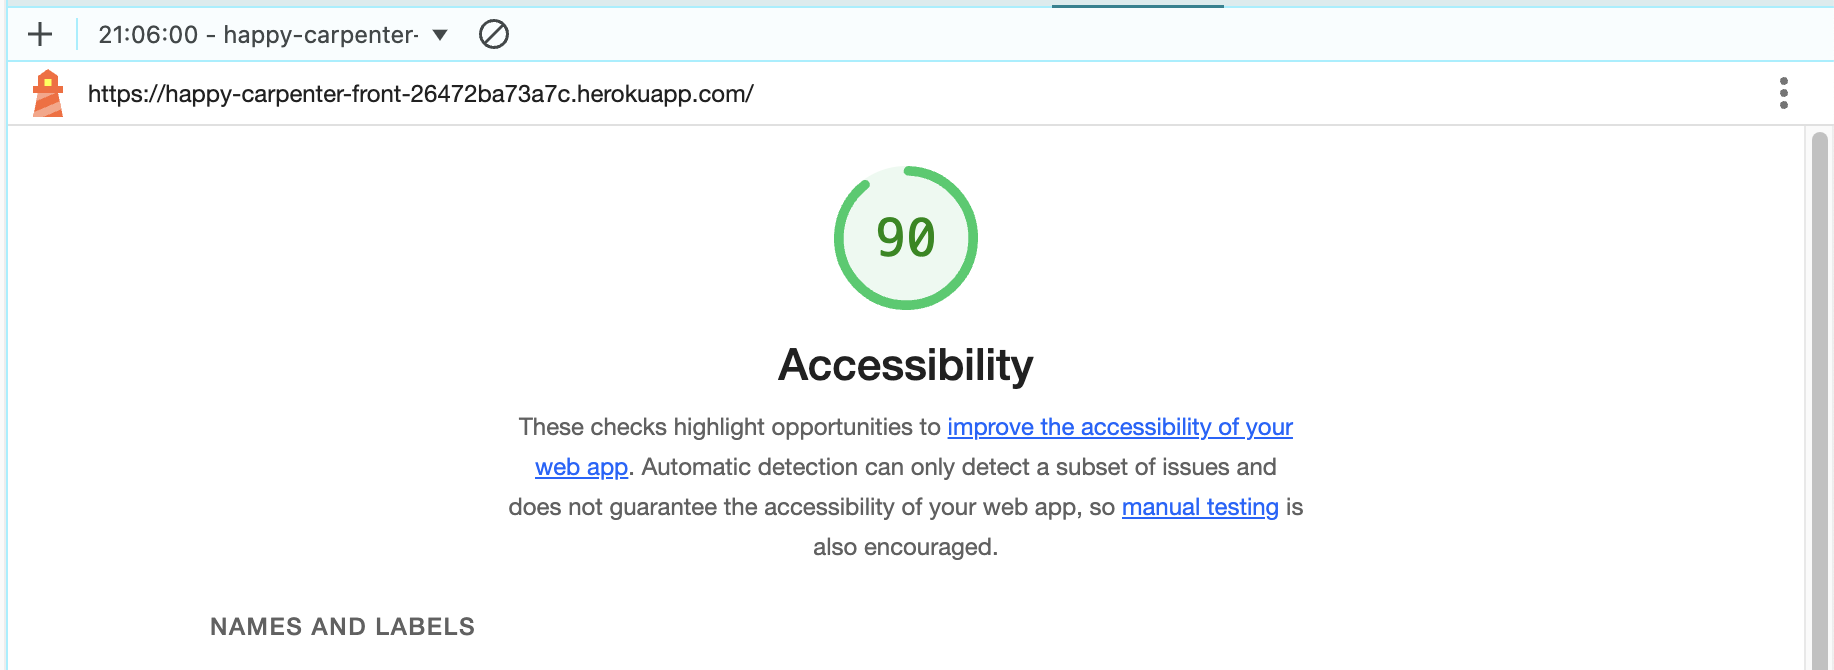 21:06:00 - happy-carpenter-
https://happy-carpenter-front-26472ba73a7c.herokuapp.com/
90
Accessibility
These checks highlight opportunities to improve the accessibility of your
web app. Automatic detection can only detect a subset of issues and
does not guarantee the accessibility of your web app, so manual testing is
also encouraged.
NAMES AND LABELS